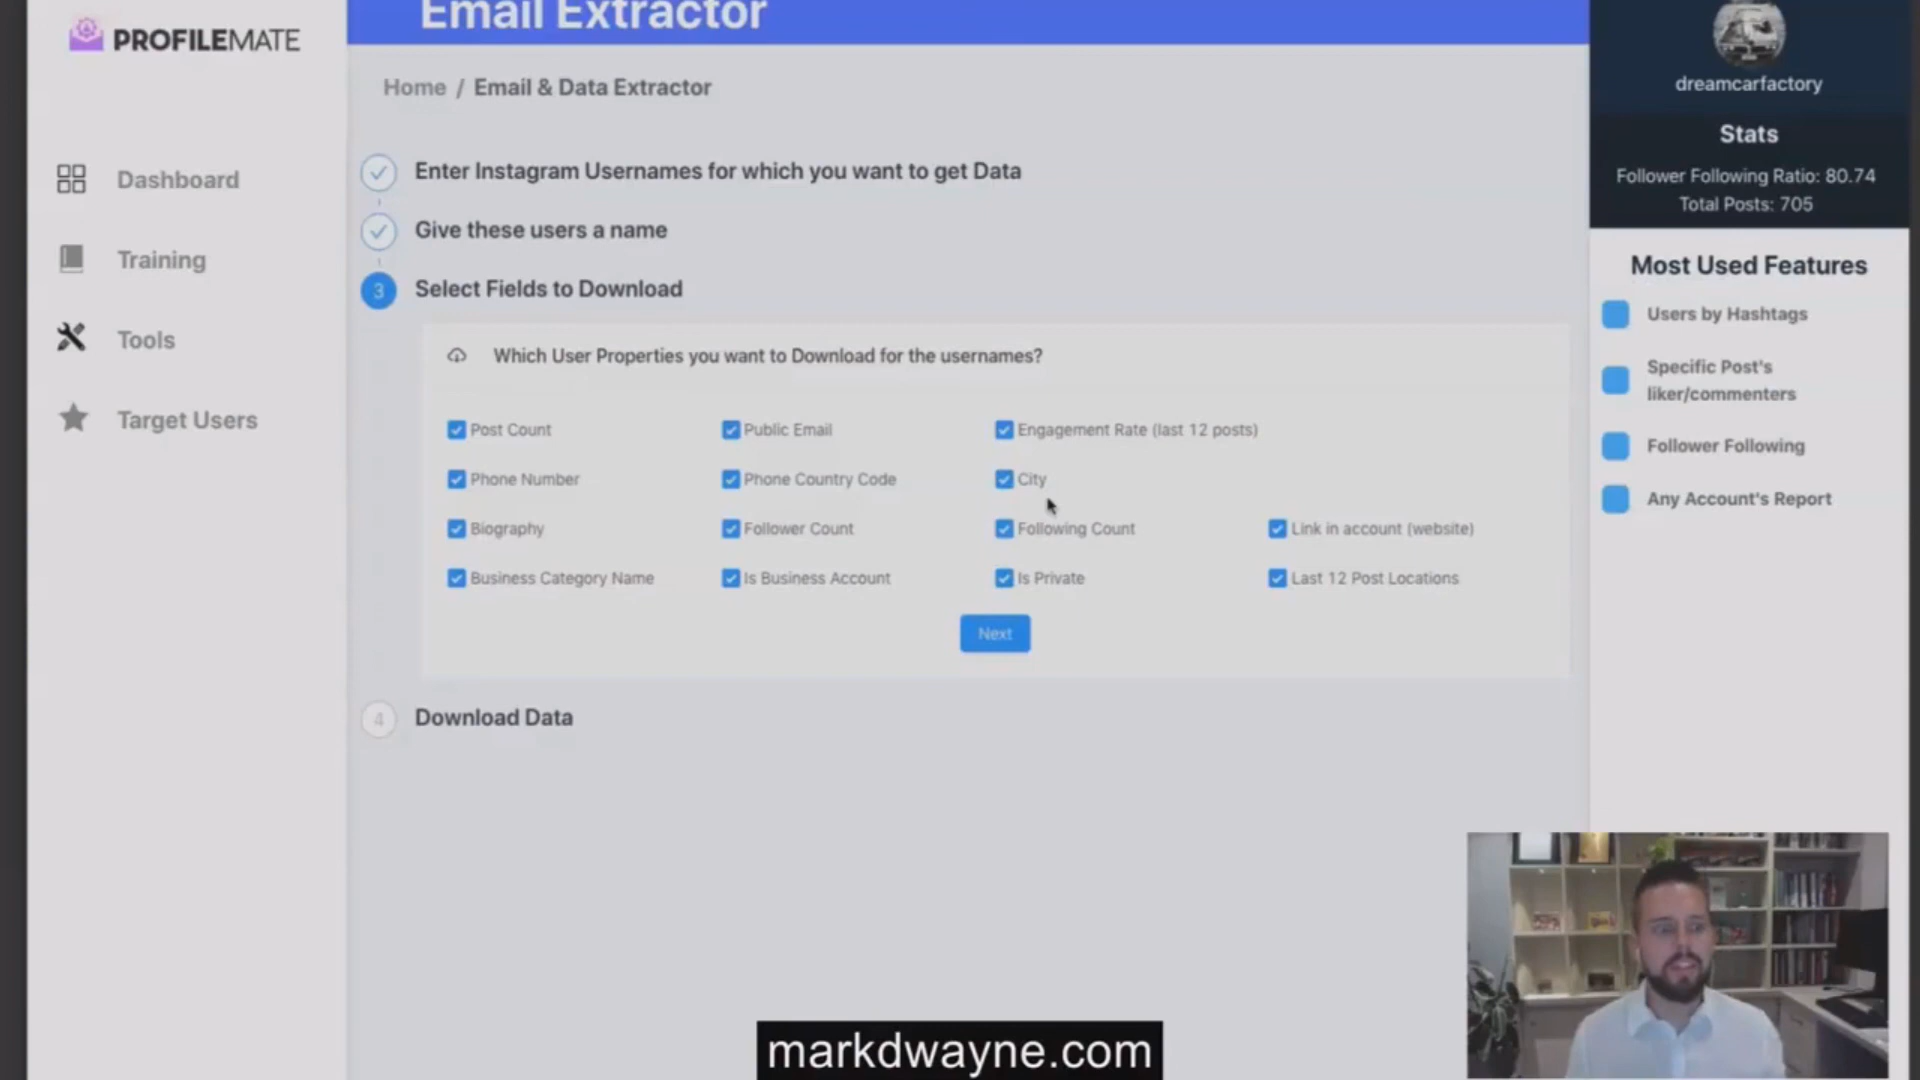 PROFILEMATE
Dashboard
Training
Tools
Target Users
Email Extractor
Home / Email & Data Extractor
Enter Instagram Usernames for which you want to get Data
Give these users a name
3 Select Fields to Download
Which User Properties you want to Download for the usernames?
Post Count Public Email Engagement Rate (last 12 posts)
Phone Number Phone Country Code City
Biography Follower Count Following Count Link in account (website)
Business Category Name Is Business Account Is Private Last 12 Post Locations
Next
4 Download Data
dreamcarfactory
Stats
Follower Following Ratio: 80.74
Total Posts: 705
Most Used Features
Users by Hashtags
Specific Post's
liker/commenters
Follower Following
Any Account's Report
markdwayne.com